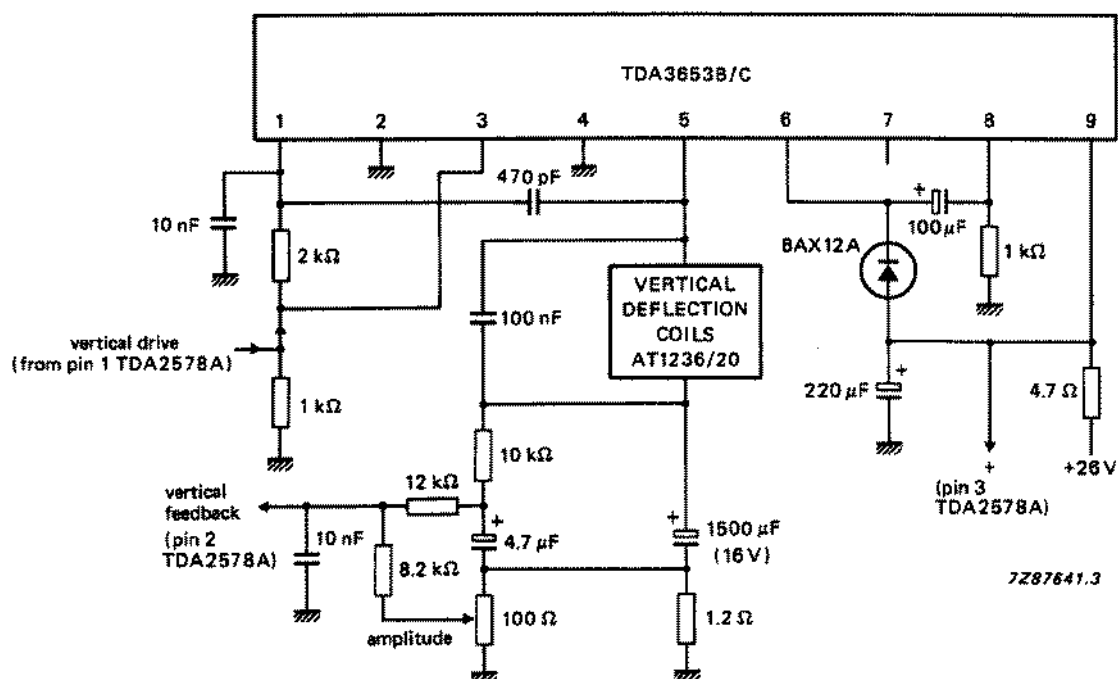 TDA3653B/C
1 2 3 4 5 6 7 8 9
470 pF
10 nF
2 kΩ
+
100 μF
BAX12A
1 kΩ
VERTICAL
DEFLECTION
COILS
AT1236/20
100 nF
vertical drive
(from pin 1 TDA2578A)
1 kΩ
+
220 μF
4.7 Ω
10 kΩ
+26 V
+
(pin 3
TDA2578A)
12 kΩ
vertical
feedback
(pin 2
TDA2578A)
10 nF
+
4.7 μF
+
1500 μF
(16 V)
8.2 kΩ
7Z87641.3
amplitude
100 Ω
1.2 Ω